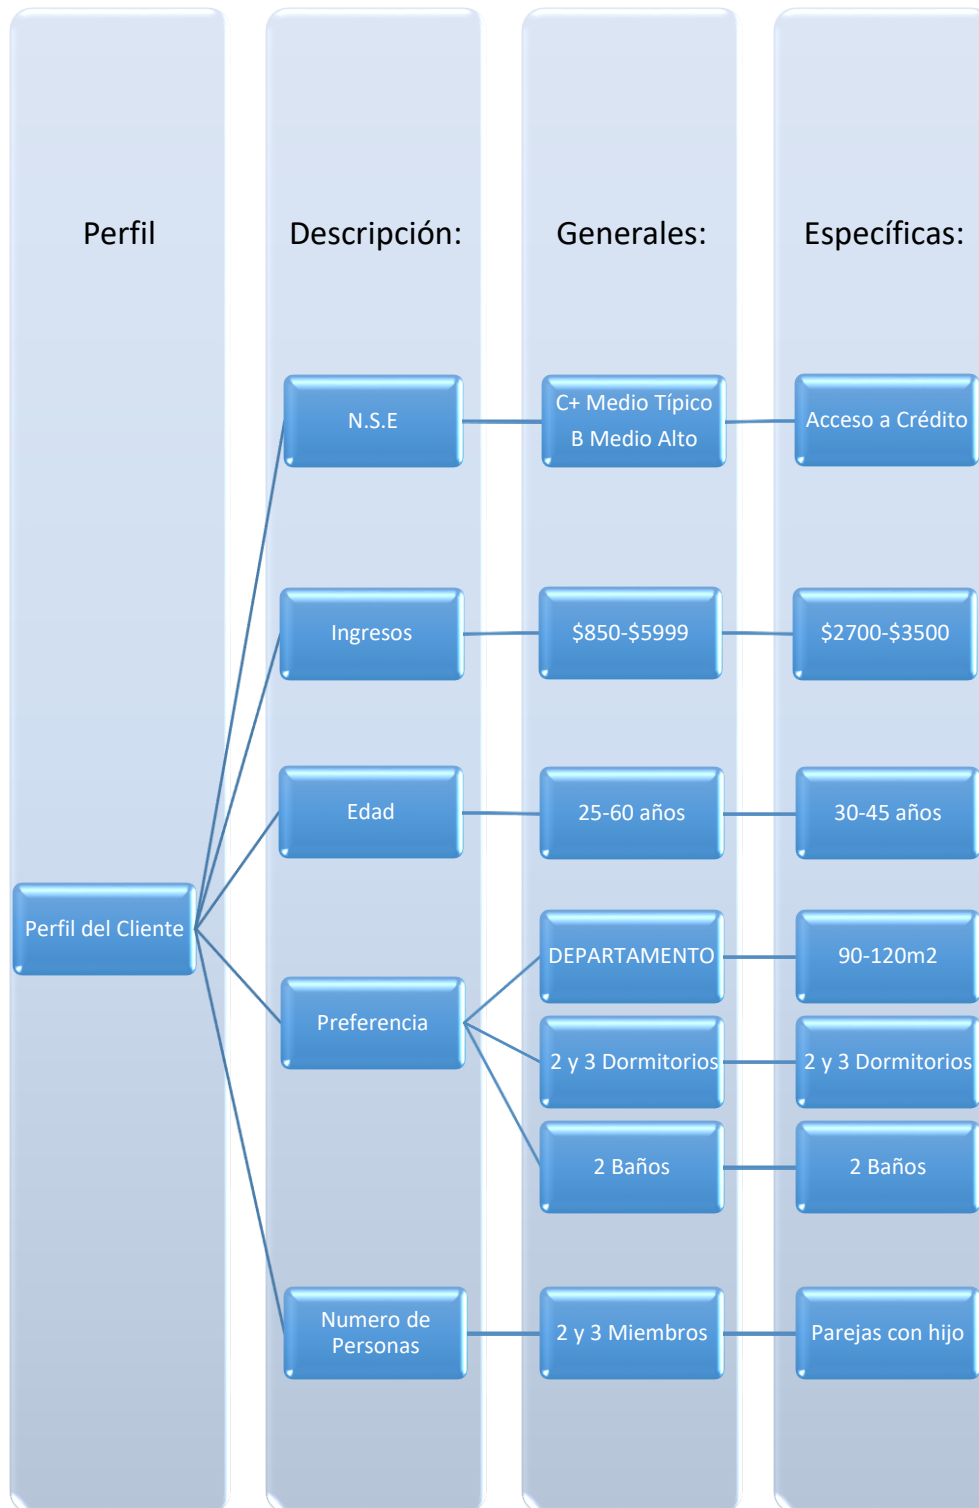 Perfil
Descripción:
Generales:
Específicas:
N.S.E
C+ Medio Típico
B Medio Alto
Acceso a Crédito
Ingresos
$850-$5999
$2700-$3500
Edad
25-60 años
30-45 años
Perfil del Cliente
Preferencia
DEPARTAMENTO
90-120m2
2 y 3 Dormitorios
2 y 3 Dormitorios
2 Baños
2 Baños
Numero de
Personas
2 y 3 Miembros
Parejas con hijo